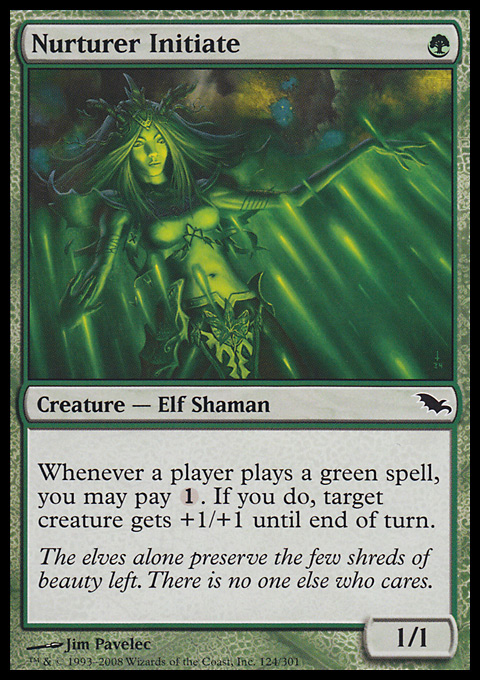 Nurturer Initiate
Creature — Elf Shaman
Whenever a player plays a green spell,
you may pay 1. If you do, target
creature gets +1/+1 until end of turn.
The elves alone preserve the few shreds of
beauty left. There is no one else who cares.
Jim Pavelec
1/1
™ & © 1993–2008 Wizards of the Coast, Inc. 124/301